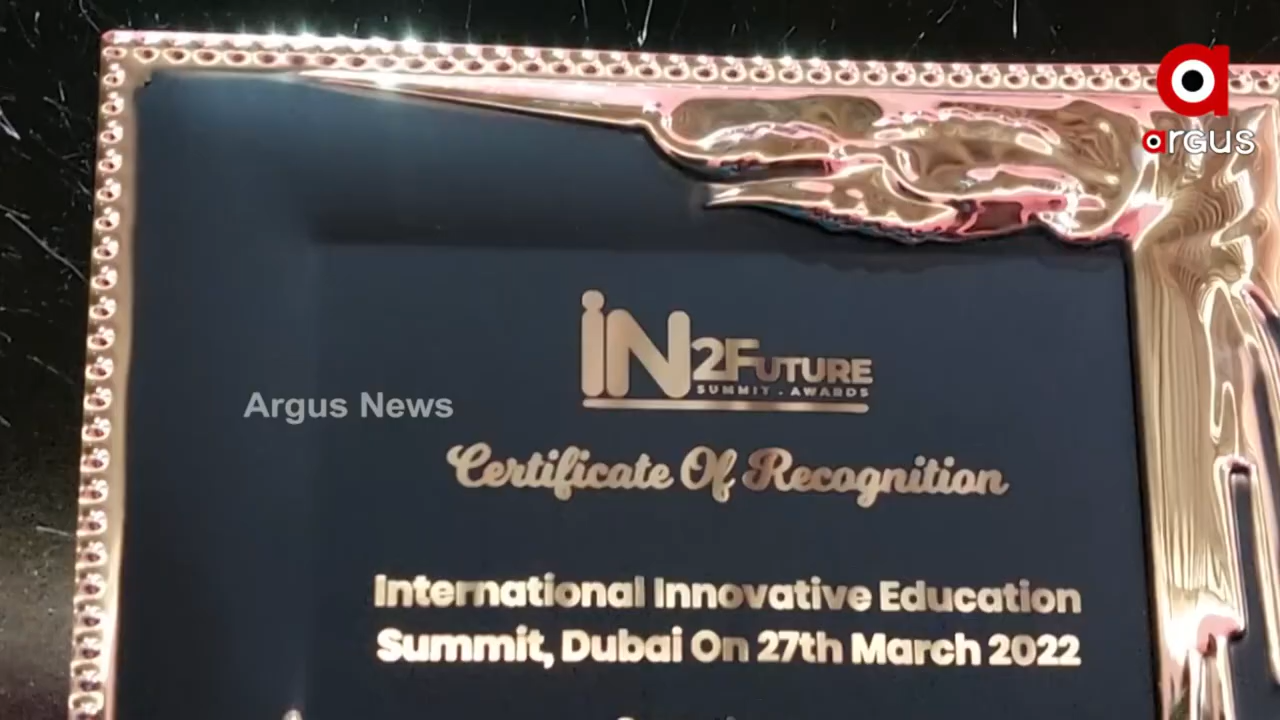 argus
iN2FUTURE
SUMMIT . AWARDS
Argus News
Certificate Of Recognition
International Innovative Education
Summit, Dubai On 27th March 2022